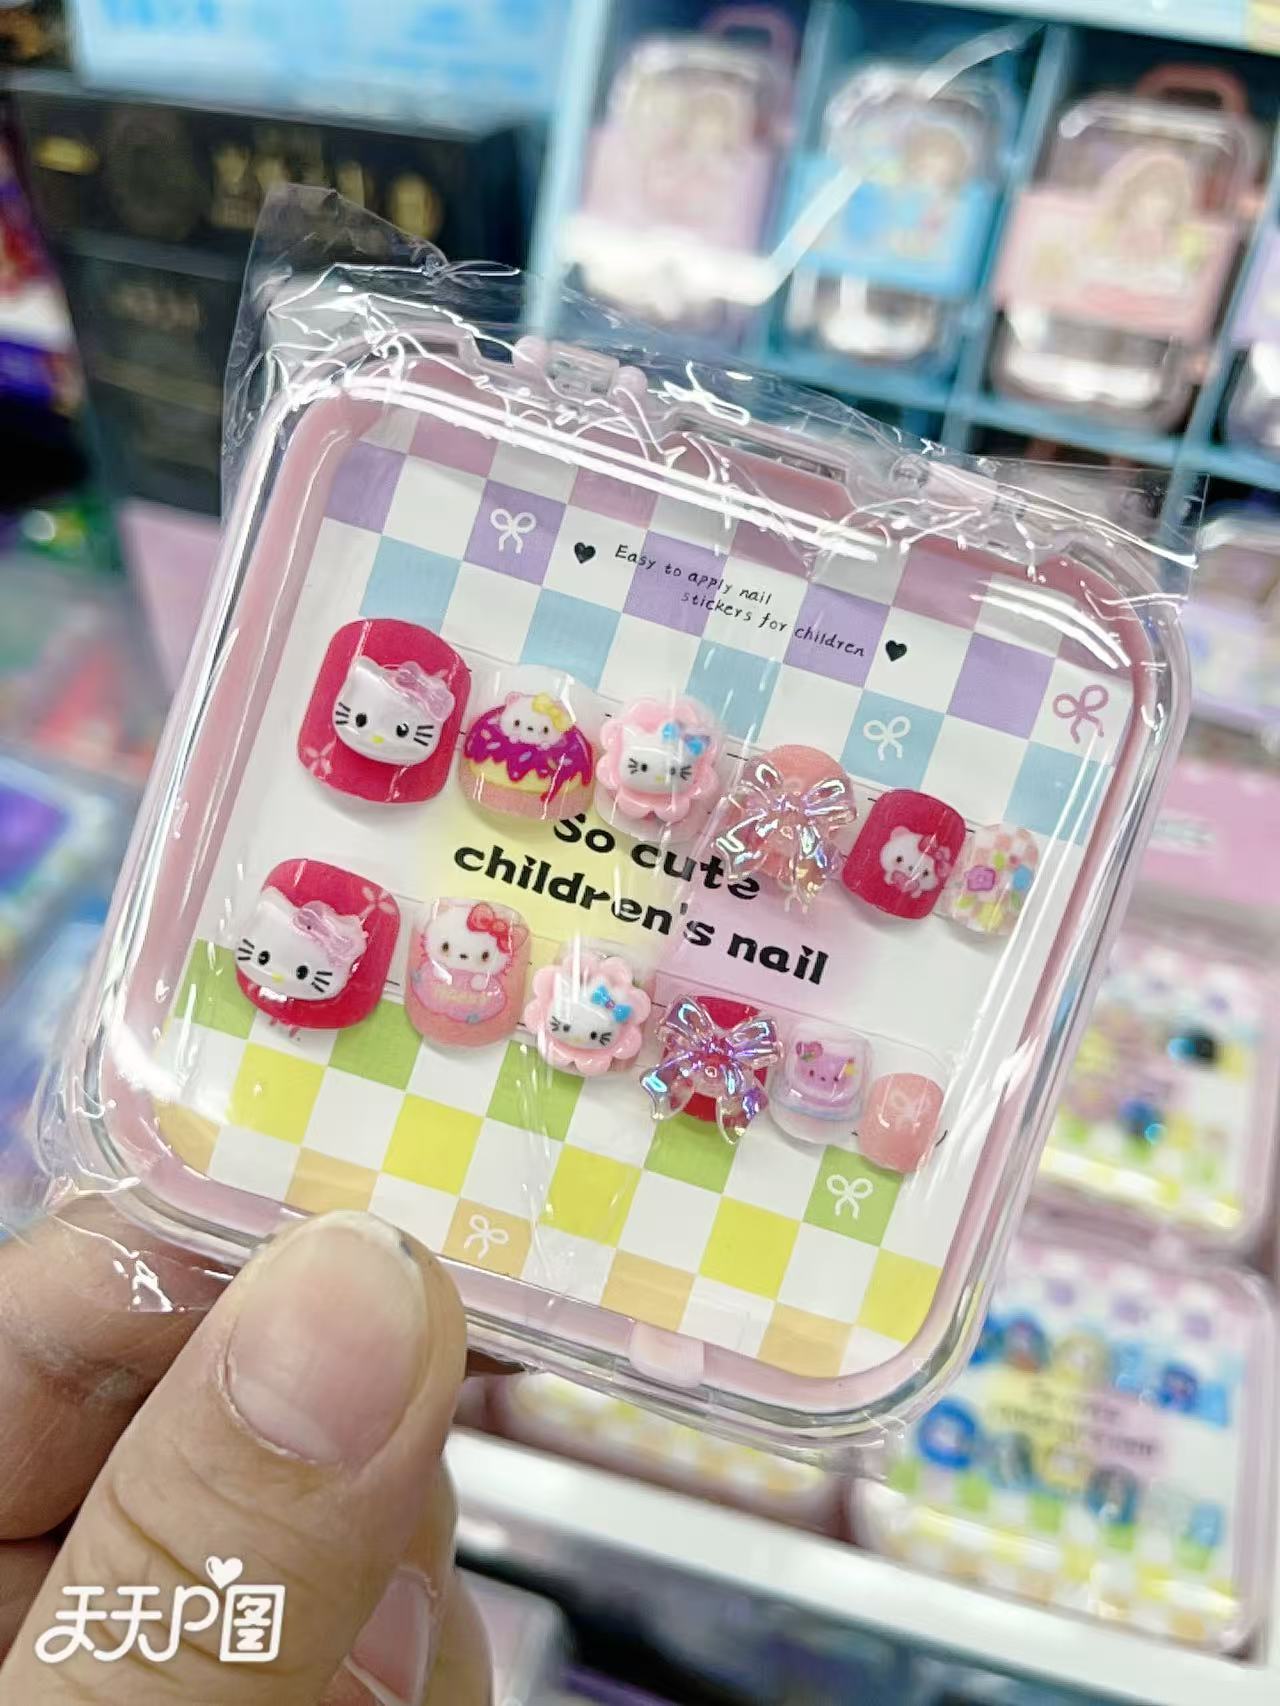 Easy to apply nail
stickers for children
So cute
children's nail
天天P图